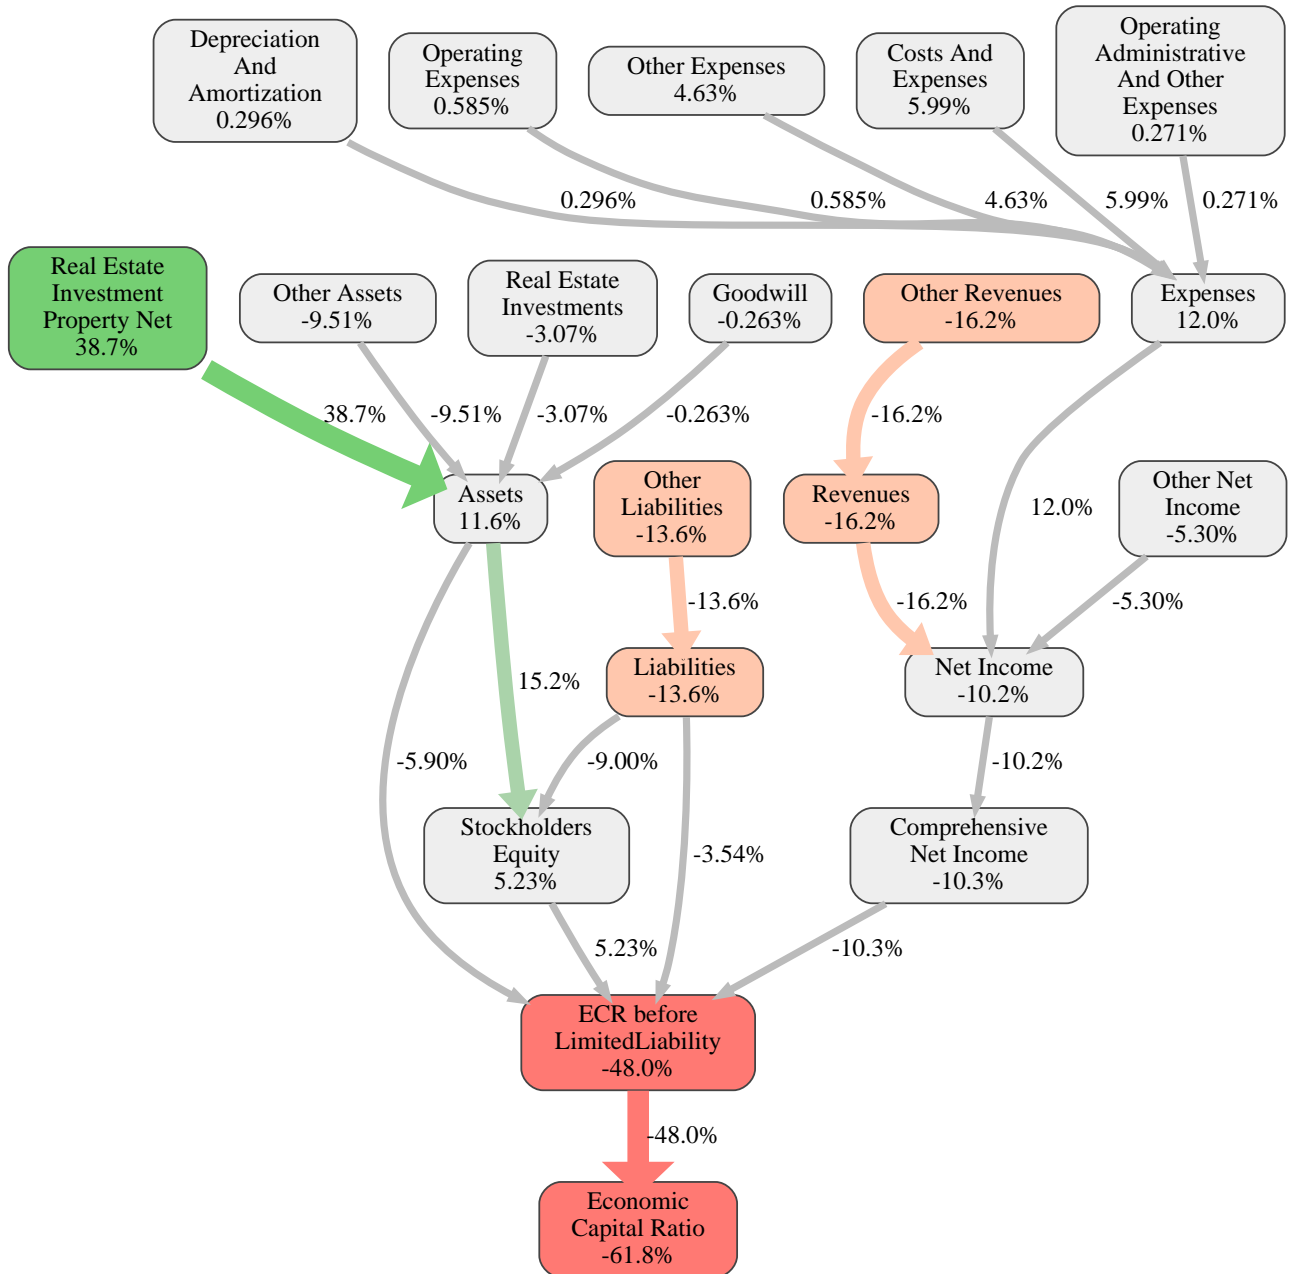 Depreciation
And
Amortization
0.296%
Operating
Expenses
0.585%
Other Expenses
4.63%
Costs And
Expenses
5.99%
Operating
Administrative
And Other
Expenses
0.271%
0.296%
0.585%
4.63%
5.99%
0.271%
Real Estate
Investment
Property Net
38.7%
Other Assets
-9.51%
Real Estate
Investments
-3.07%
Goodwill
-0.263%
Other Revenues
-16.2%
Expenses
12.0%
38.7%
-9.51%
-3.07%
-0.263%
-16.2%
Assets
11.6%
Other
Liabilities
-13.6%
Revenues
-16.2%
12.0%
Other Net
Income
-5.30%
-13.6%
-16.2%
-5.30%
15.2%
Liabilities
-13.6%
Net Income
-10.2%
-5.90%
-9.00%
-10.2%
Stockholders
Equity
5.23%
-3.54%
Comprehensive
Net Income
-10.3%
5.23%
-10.3%
ECR before
LimitedLiability
-48.0%
-48.0%
Economic
Capital Ratio
-61.8%